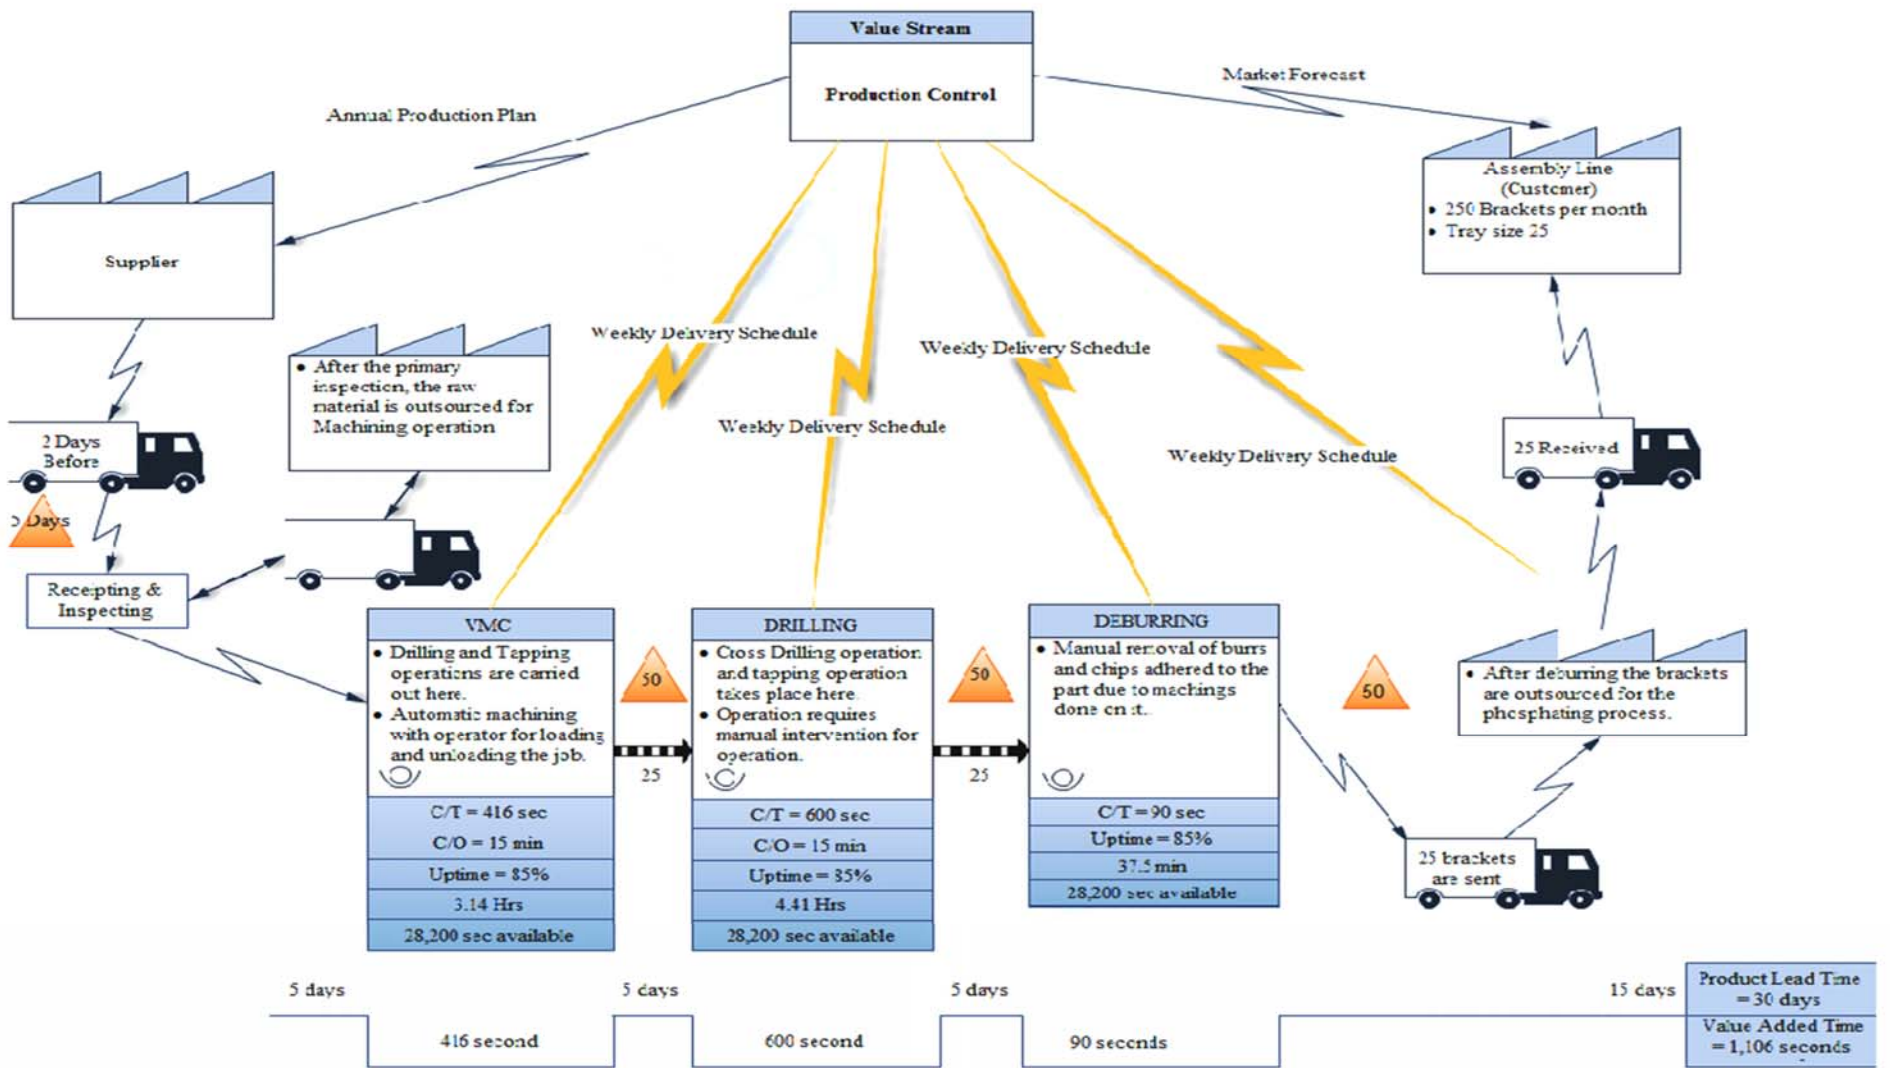 Value Stream
Production Control
Market Forecast
Annual Production Plan
Assembly Line
(Customer)
• 250 Brackets per month
• Tray size 25
Supplier
• After the primary
inspection, the raw
material is outsourced for
Machining operation
Weekly Delivery Schedule
Weekly Delivery Schedule
Weekly Delivery Schedule
Weekly Delivery Schedule
2 Days
Before
25 Received
Days
Receipting &
Inspecting
VMC
• Drilling and Tapping
operations are carried
out here.
• Automatic machining
with operator for loading
and unloading the job.
C/T = 416 sec
C/O = 15 min
Uptime = 85%
3.14 Hrs
28,200 sec available
50
25
DRILLING
• Cross Drilling operation
and tapping operation
takes place here.
• Operation requires
manual intervention for
operation.
C/T = 600 sec
C/O = 15 min
Uptime = 85%
4.41 Hrs
28,200 sec available
50
25
DEBURRING
• Manual removal of burrs
and chips adhered to the
part due to machings
done on it.
C/T = 90 sec
Uptime = 85%
37.5 min
28,200 sec available
50
• After deburring the brackets
are outsourced for the
phosphating process.
25 brackets
are sent
5 days
5 days
5 days
15 days
416 second
600 second
90 seconds
Product Lead Time
= 30 days
Value Added Time
= 1,106 seconds